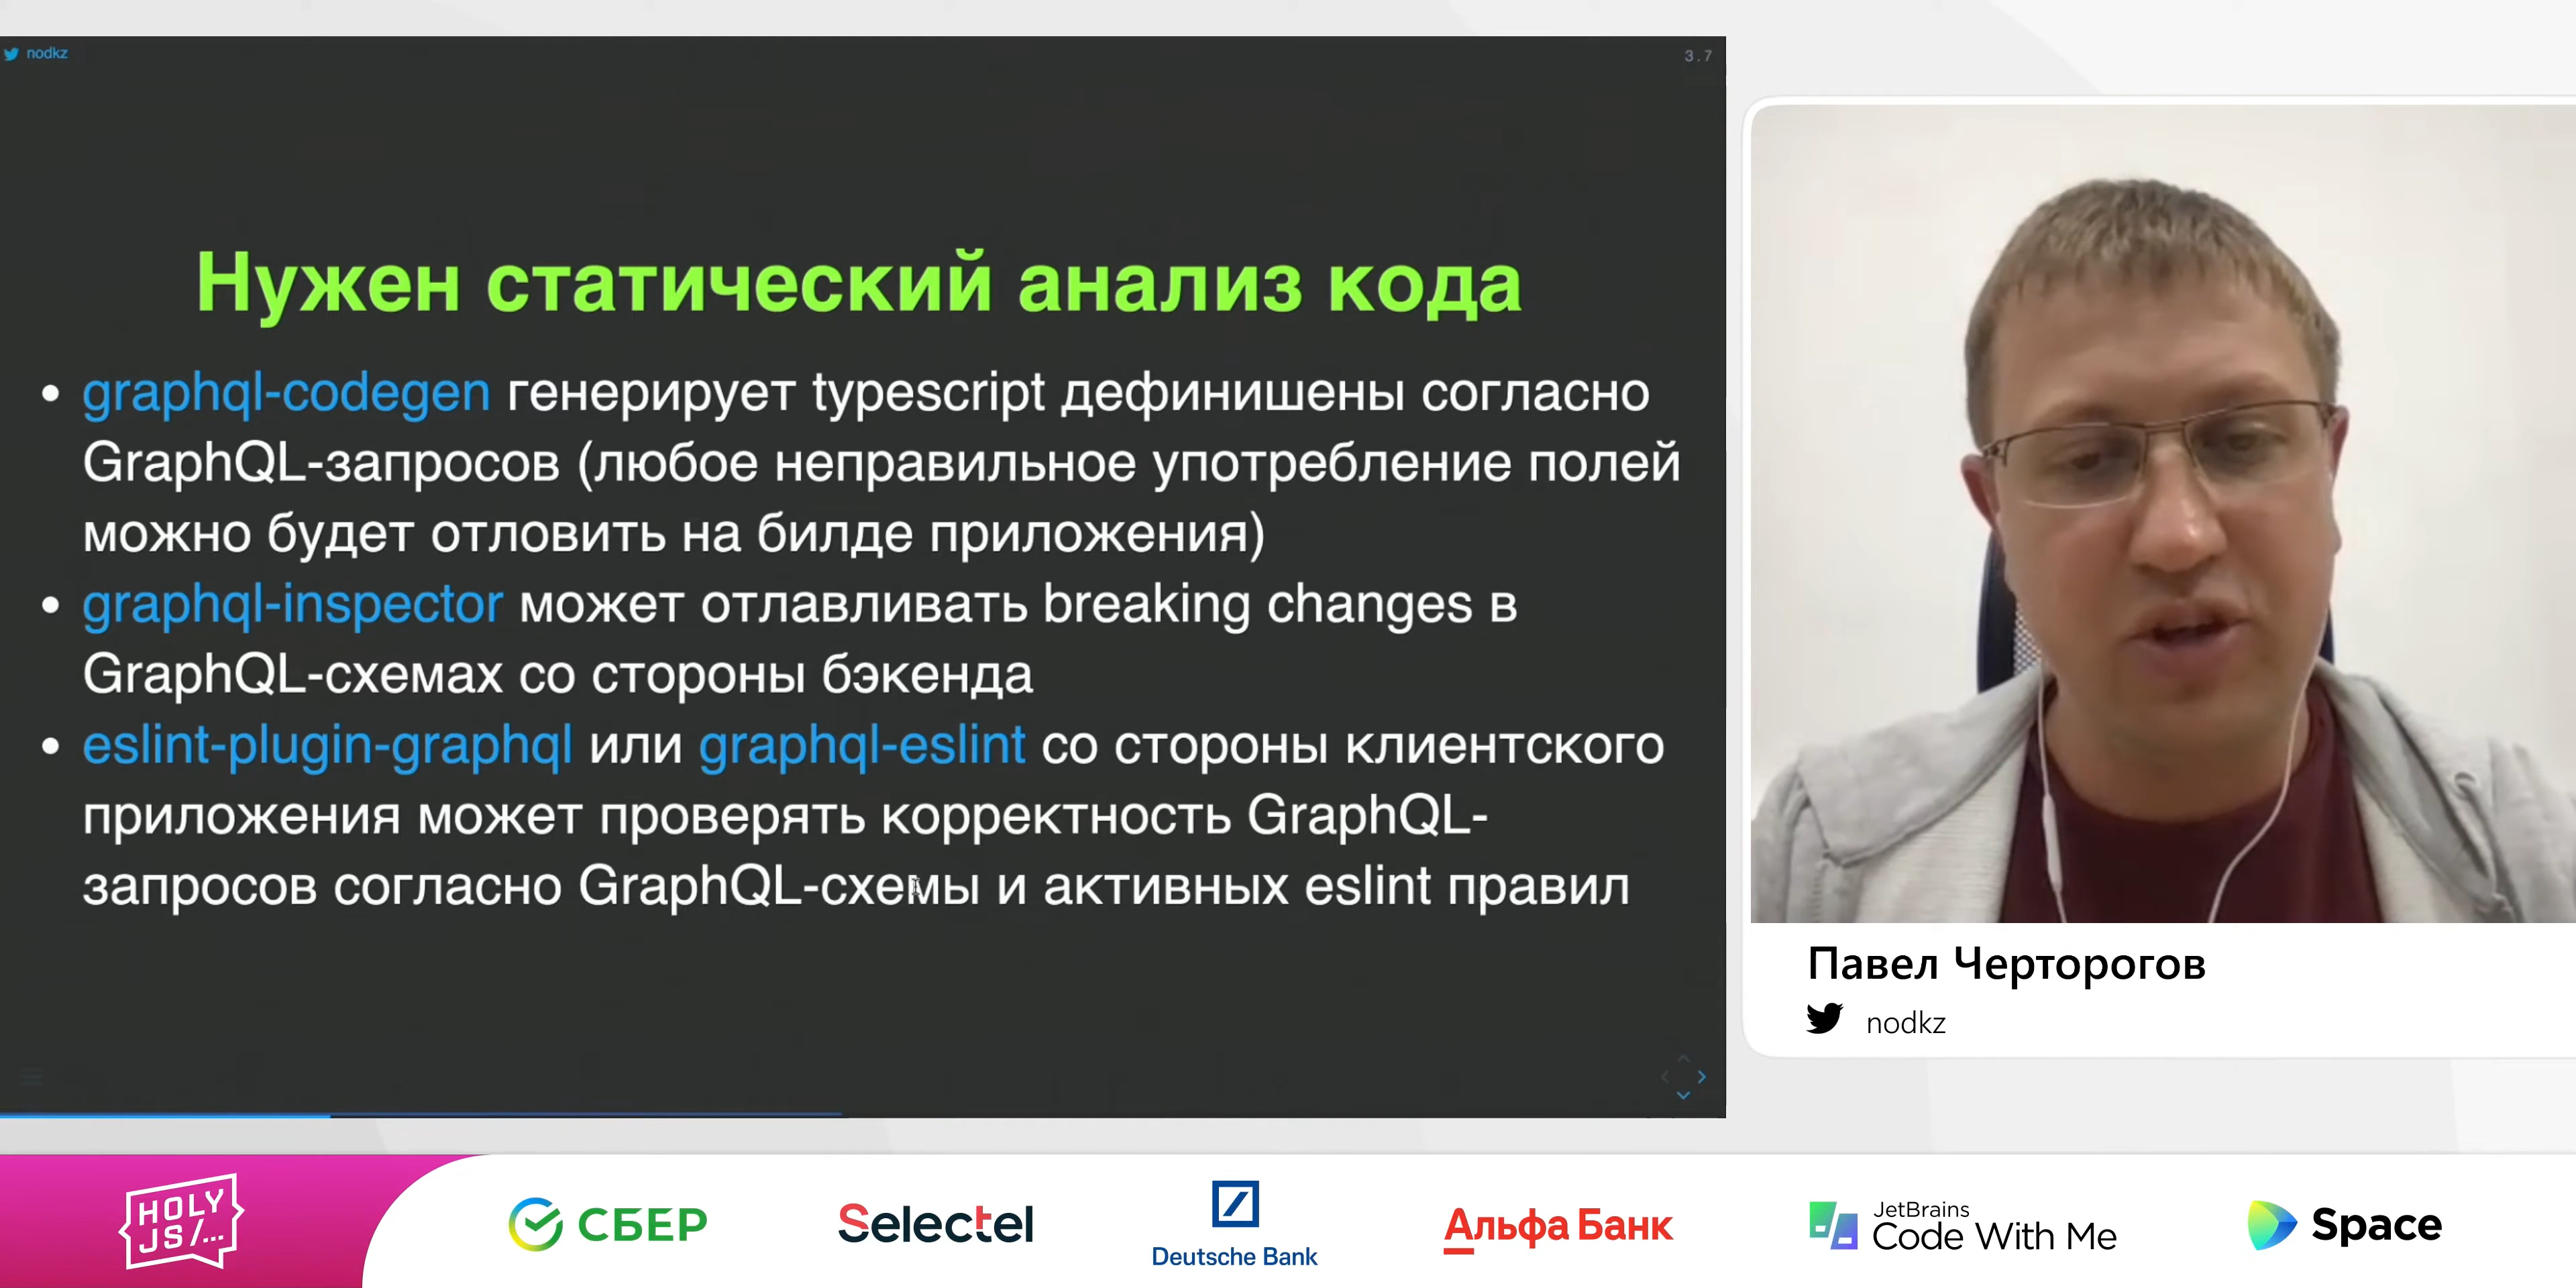 nodkz
3.7
Нужен статический анализ кода
graphql-codegen генерирует typescript дефинишены согласно
GraphQL-запросов (любое неправильное употребление полей
можно будет отловить на билде приложения)
graphql-inspector может отлавливать breaking changes в
GraphQL-схемах со стороны бэкенда
eslint-plugin-graphql или graphql-eslint со стороны клиентского
приложения может проверять корректность GraphQL-
запросов согласно GraphQL-схемы и активных eslint правил
Павел Черторогов
nodkz
HOLY
JS/...
СБЕР
Selectel
Deutsche Bank
Альфа Банк
JetBrains
Code With Me
Space